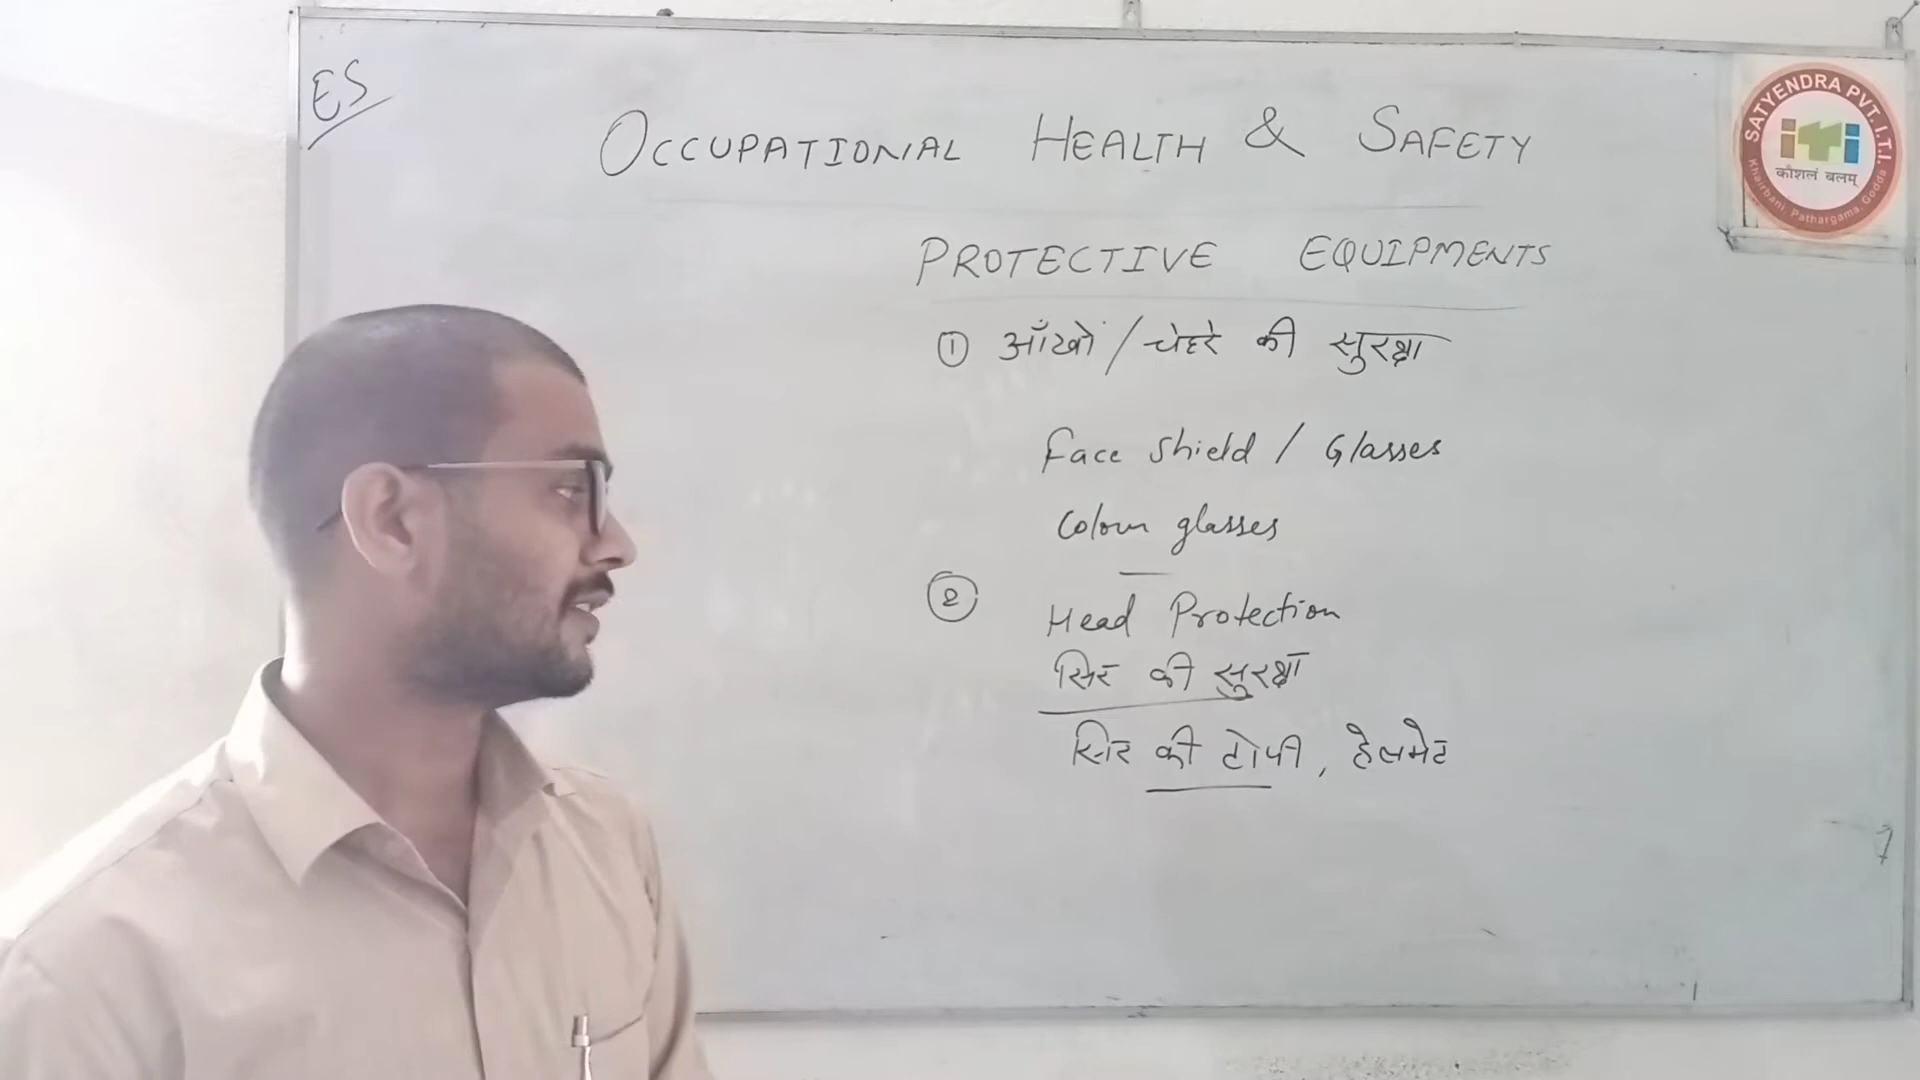 ES
OCCUPATIONAL HEALTH & SAFETY
SATYENDRA PVT. I.T.I.
iTi
कौशलं बलम्
Khairbani, Pathargama, Godda
PROTECTIVE EQUIPMENTS
① आँखो / चेहरे की सुरक्षा
Face shield / Glasses
Colour glasses
② Head Protection
सिर की सुरक्षा
सिर की टोपी, हेलमेट